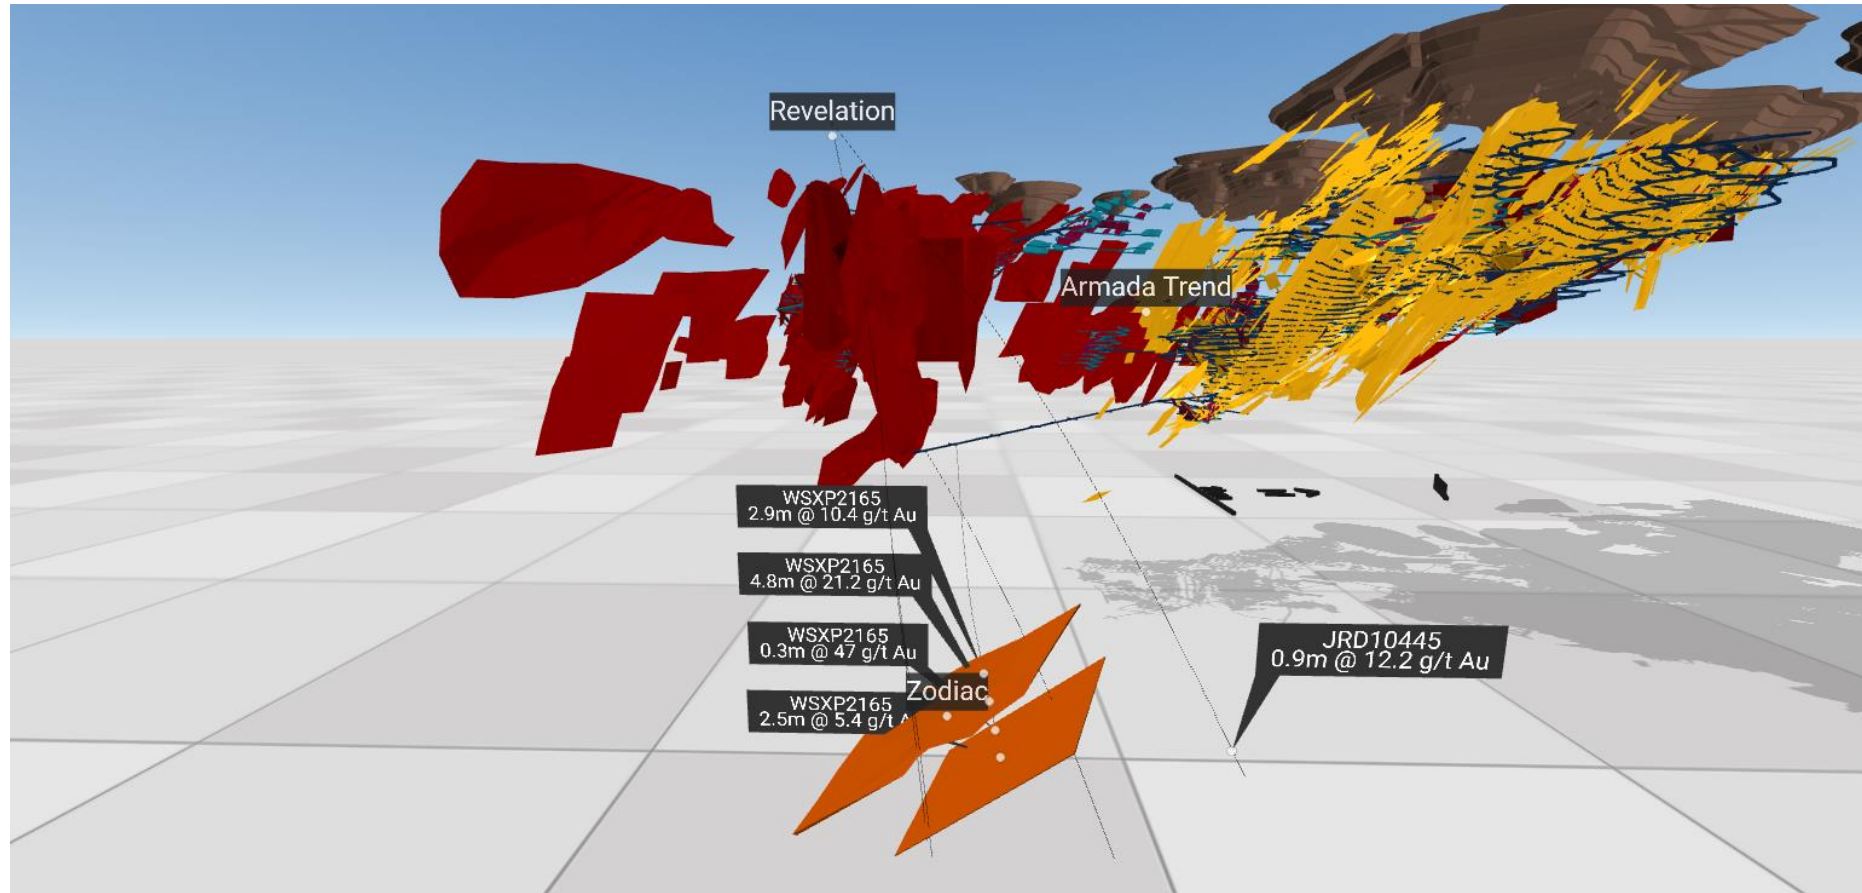 Revelation
Armada Trend
WSXP2165
2.9m @ 10.4 g/t Au
WSXP2165
4.8m @ 21.2 g/t Au
WSXP2165
0.3m @ 47 g/t Au
JRD10445
0.9m @ 12.2 g/t Au
Zodiac
WSXP2165
2.5m @ 5.4 g/t A